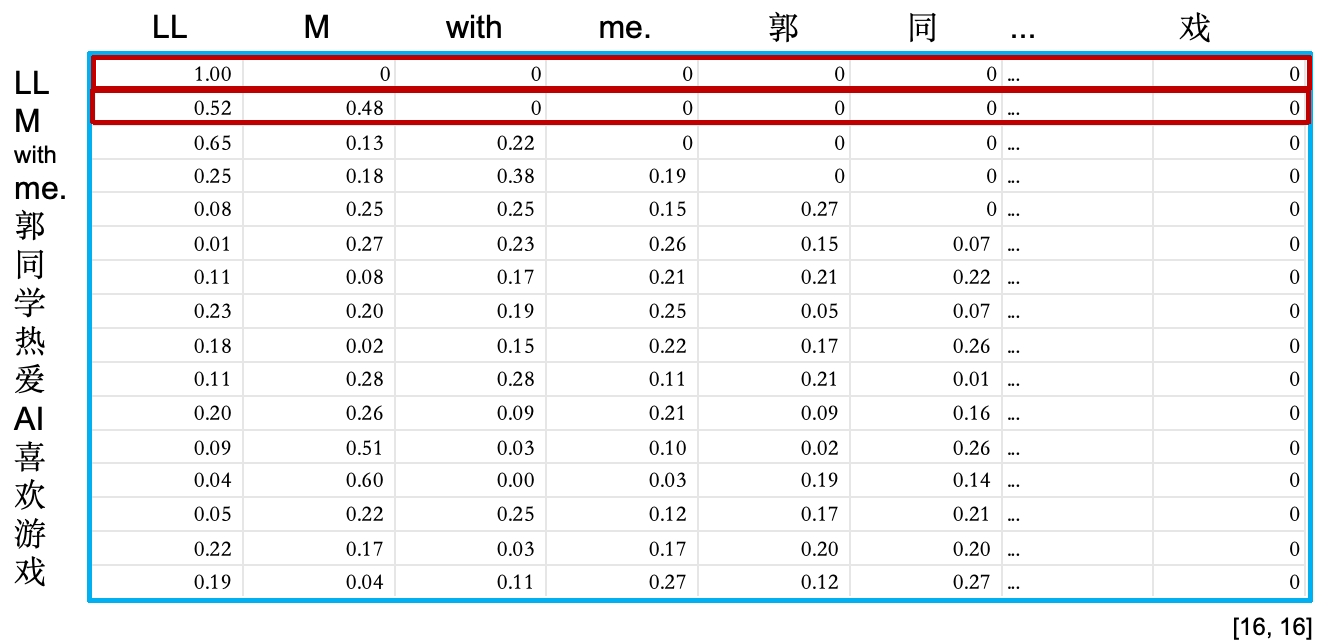 LL M with me. 郭 同 ... 戏
LL 1.00 0 0 0 0 0 ... 0
M 0.52 0.48 0 0 0 0 ... 0
with 0.65 0.13 0.22 0 0 0 ... 0
me. 0.25 0.18 0.38 0.19 0 0 ... 0
郭 0.08 0.25 0.25 0.15 0.27 0 ... 0
同 0.01 0.27 0.23 0.26 0.15 0.07 ... 0
学 0.11 0.08 0.17 0.21 0.21 0.22 ... 0
热 0.23 0.20 0.19 0.25 0.05 0.07 ... 0
爱 0.18 0.02 0.15 0.22 0.17 0.26 ... 0
AI 0.11 0.28 0.28 0.11 0.21 0.01 ... 0
喜 0.20 0.26 0.09 0.21 0.09 0.16 ... 0
欢 0.09 0.51 0.03 0.10 0.02 0.26 ... 0
游 0.04 0.60 0.00 0.03 0.19 0.14 ... 0
戏 0.05 0.22 0.25 0.12 0.17 0.21 ... 0
0.22 0.17 0.03 0.17 0.20 0.20 ... 0
0.19 0.04 0.11 0.27 0.12 0.27 ... 0
[16, 16]